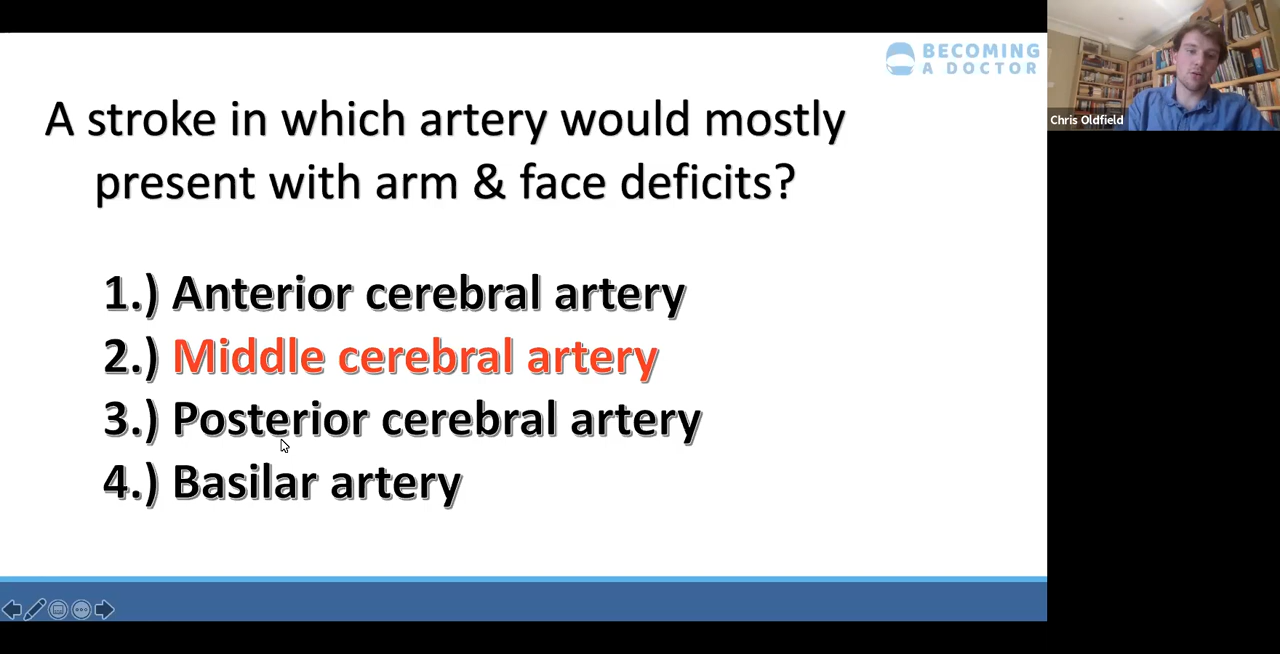 BECOMING
A DOCTOR
Chris Oldfield
A stroke in which artery would mostly
present with arm & face deficits?
1.) Anterior cerebral artery
2.) Middle cerebral artery
3.) Posterior cerebral artery
4.) Basilar artery